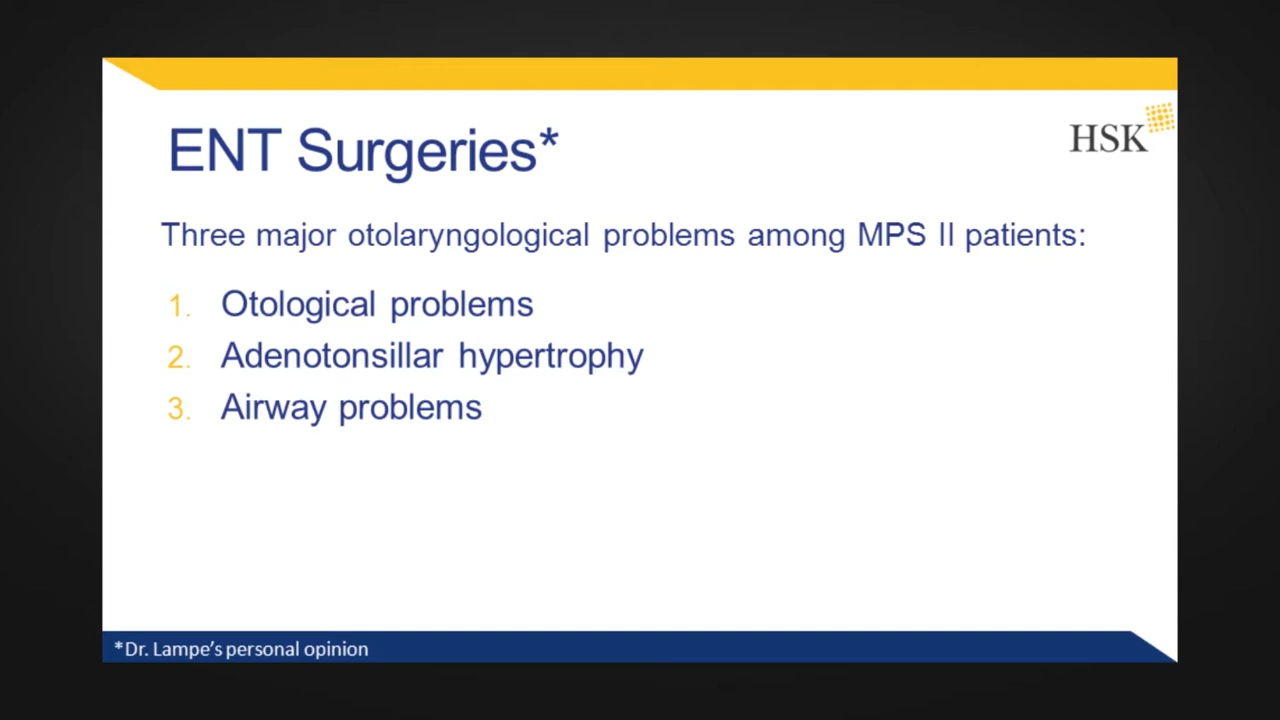 ENT Surgeries*
HSK
Three major otolaryngological problems among MPS II patients:
1. Otological problems
2. Adenotonsillar hypertrophy
3. Airway problems
*Dr. Lampe's personal opinion